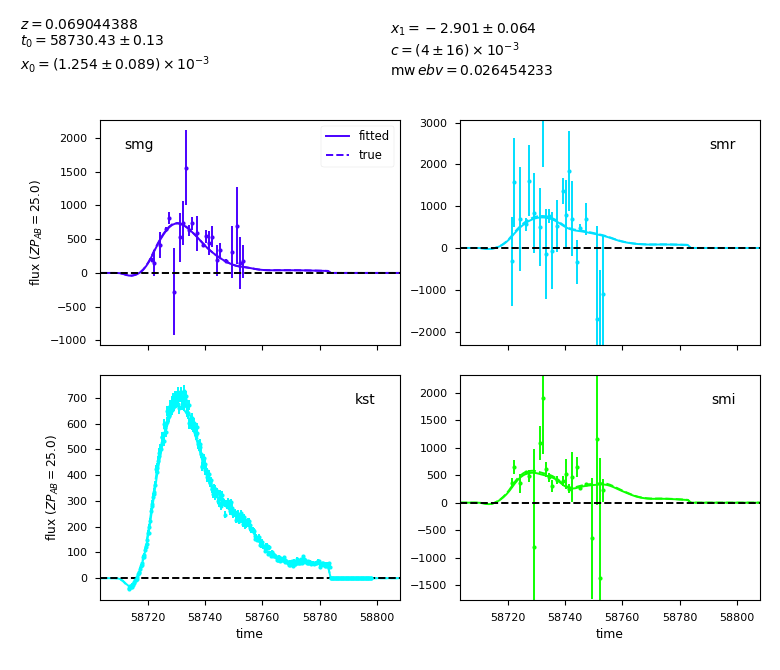 z = 0.069044388
t₀ = 58730.43 ± 0.13
x₀ = (1.254 ± 0.089) × 10⁻³
x₁ = −2.901 ± 0.064
c = (4 ± 16) × 10⁻³
mw ebv = 0.026454233
smg
fitted
true
2000
1500
1000
500
0
−500
−1000
flux (ZP_AB = 25.0)
smr
3000
2000
1000
0
−1000
−2000
kst
700
600
500
400
300
200
100
0
flux (ZP_AB = 25.0)
58720 58740 58760 58780 58800
time
smi
2000
1500
1000
500
0
−500
−1000
−1500
58720 58740 58760 58780 58800
time